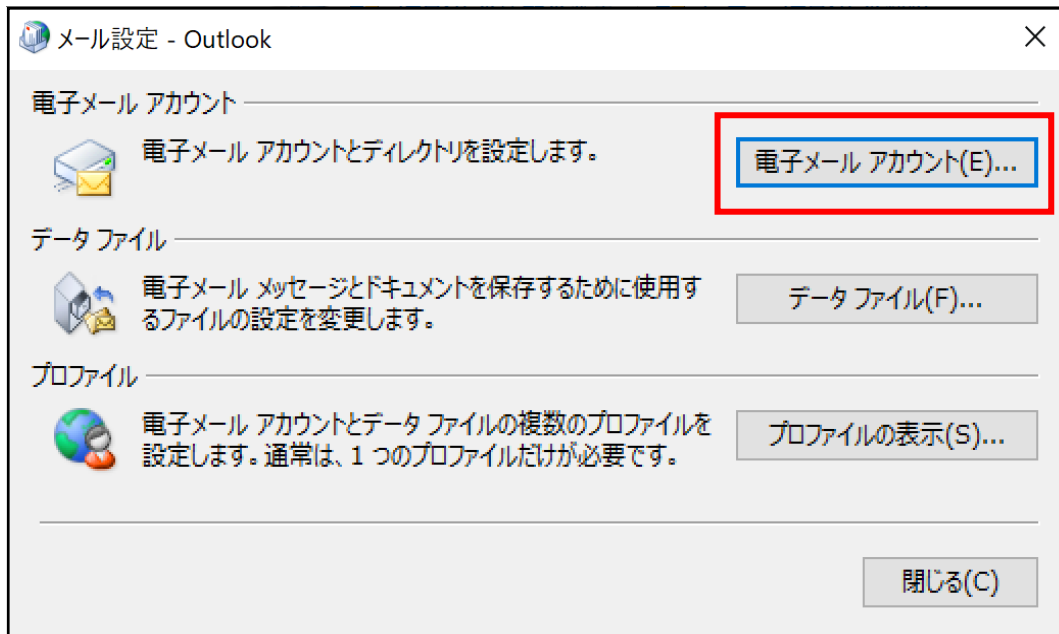 メール設定 - Outlook
電子メール アカウント
電子メール アカウントとディレクトリを設定します。
電子メール アカウント(E)...
データ ファイル
電子メール メッセージとドキュメントを保存するために使用す
るファイルの設定を変更します。
データ ファイル(F)...
プロファイル
電子メール アカウントとデータ ファイルの複数のプロファイルを
設定します。通常は、1 つのプロファイルだけが必要です。
プロファイルの表示(S)...
閉じる(C)